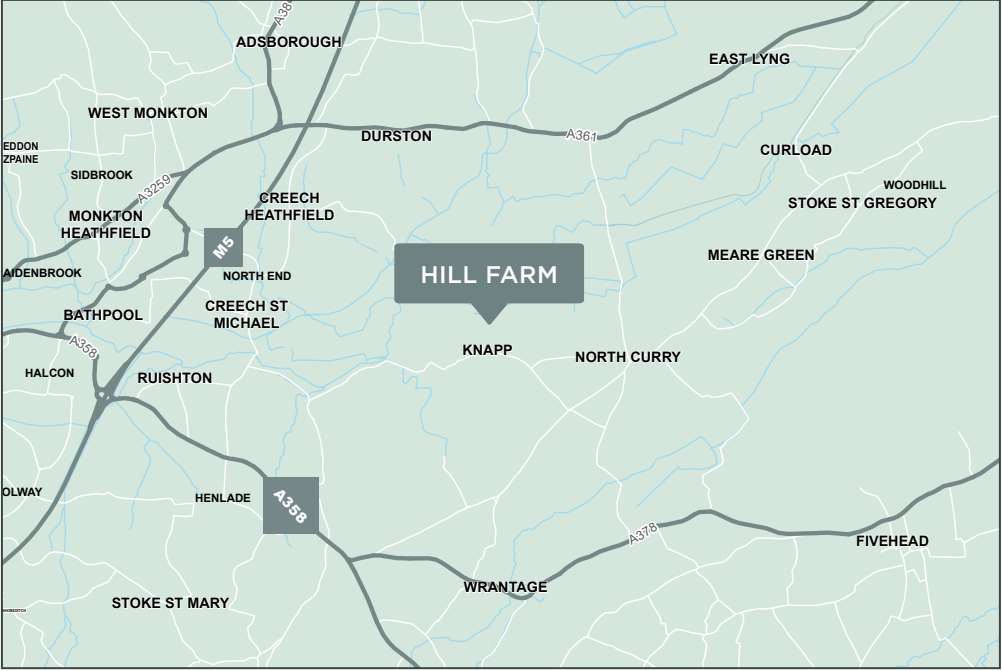 A38
ADSBOROUGH
EAST LYNG
WEST MONKTON
DURSTON
A361
EDDON
ZPAINE
CURLOAD
SIDBROOK
A3259
WOODHILL
STOKE ST GREGORY
CREECH
HEATHFIELD
MONKTON
HEATHFIELD
M5
MEARE GREEN
AIDENBROOK
NORTH END
HILL FARM
BATHPOOL
CREECH ST
MICHAEL
A358
KNAPP
NORTH CURRY
HALCON
RUISHTON
OLWAY
HENLADE
A358
A378
FIVEHEAD
WRANTAGE
STOKE ST MARY